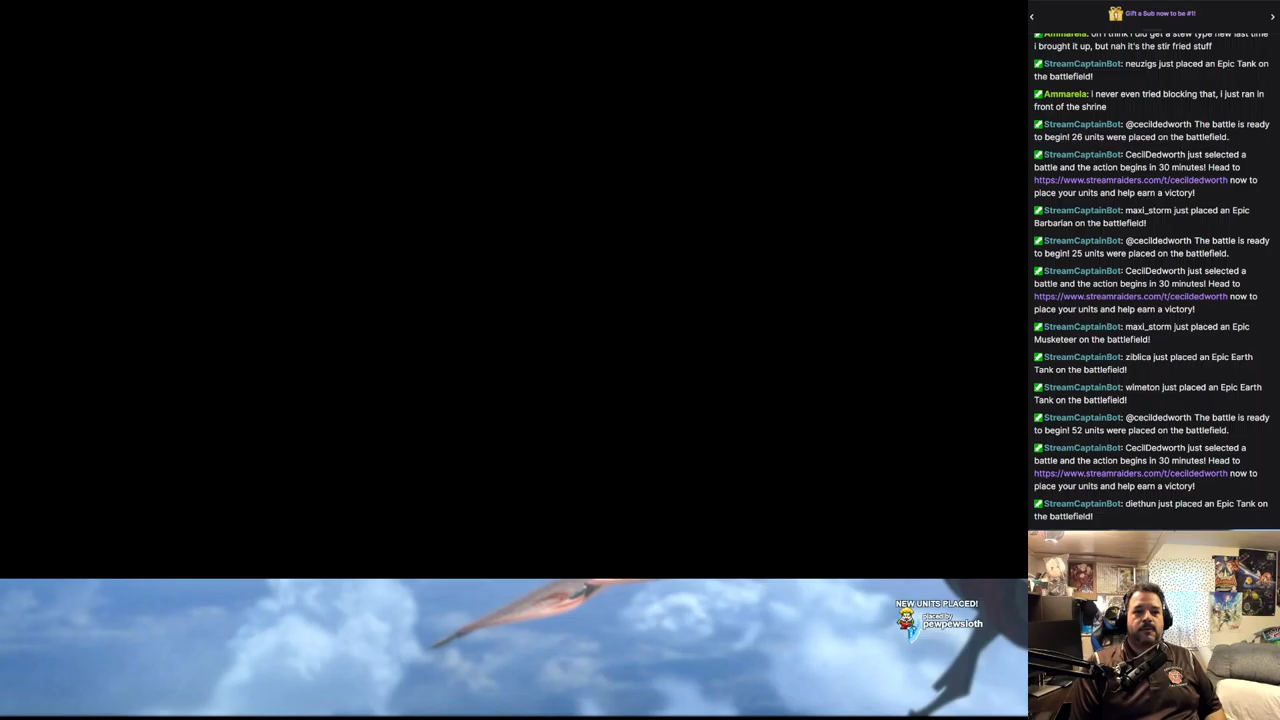 Gift a Sub now to be #1!
Ammarela: oh i think i did get a stew type new last time
i brought it up, but nah it's the stir fried stuff
StreamCaptainBot: neuzigs just placed an Epic Tank on
the battlefield!
Ammarela: i never even tried blocking that, i just ran in
front of the shrine
StreamCaptainBot: @cecildedworth The battle is ready
to begin! 26 units were placed on the battlefield.
StreamCaptainBot: CecilDedworth just selected a
battle and the action begins in 30 minutes! Head to
https://www.streamraiders.com/t/cecildedworth now to
place your units and help earn a victory!
StreamCaptainBot: maxi_storm just placed an Epic
Barbarian on the battlefield!
StreamCaptainBot: @cecildedworth The battle is ready
to begin! 25 units were placed on the battlefield.
StreamCaptainBot: CecilDedworth just selected a
battle and the action begins in 30 minutes! Head to
https://www.streamraiders.com/t/cecildedworth now to
place your units and help earn a victory!
StreamCaptainBot: maxi_storm just placed an Epic
Musketeer on the battlefield!
StreamCaptainBot: ziblica just placed an Epic Earth
Tank on the battlefield!
StreamCaptainBot: wimeton just placed an Epic Earth
Tank on the battlefield!
StreamCaptainBot: @cecildedworth The battle is ready
to begin! 52 units were placed on the battlefield.
StreamCaptainBot: CecilDedworth just selected a
battle and the action begins in 30 minutes! Head to
https://www.streamraiders.com/t/cecildedworth now to
place your units and help earn a victory!
StreamCaptainBot: diethun just placed an Epic Tank on
the battlefield!
NEW UNITS PLACED!
placed by
pewpewsloth